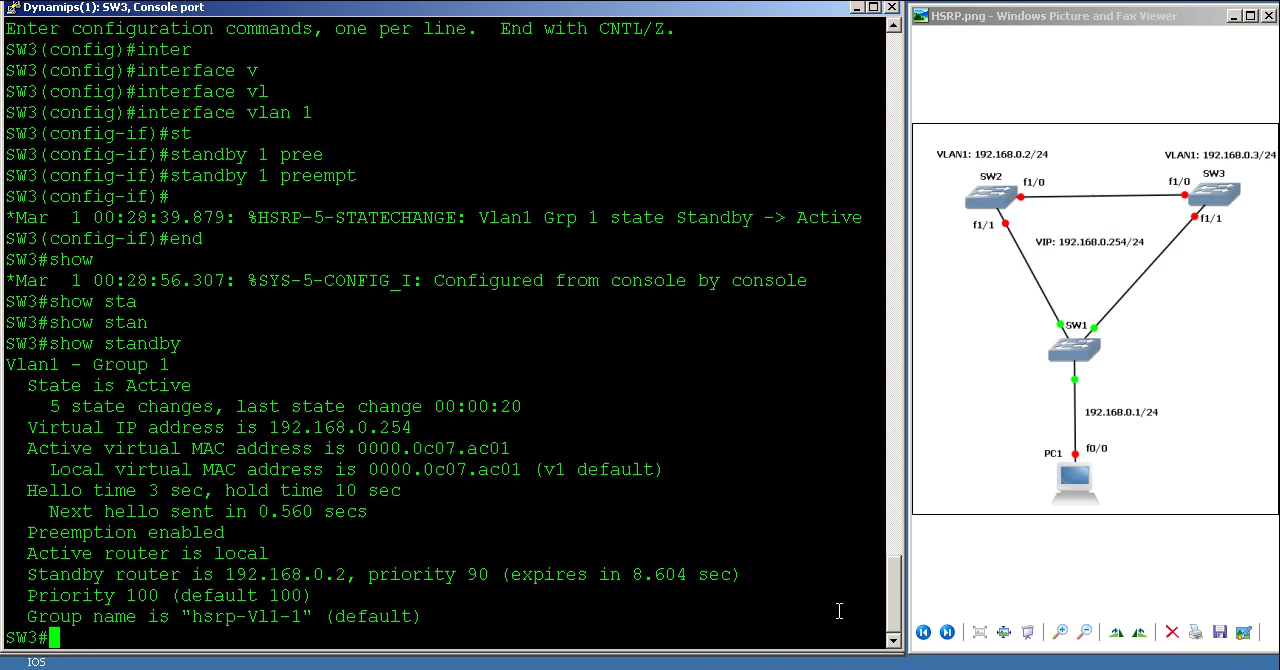 Dynamips(1): SW3, Console port
Enter configuration commands, one per line.  End with CNTL/Z.
SW3(config)#inter
SW3(config)#interface v
SW3(config)#interface vl
SW3(config)#interface vlan 1
SW3(config-if)#st
SW3(config-if)#standby 1 pree
SW3(config-if)#standby 1 preempt
SW3(config-if)#
*Mar  1 00:28:39.879: %HSRP-5-STATECHANGE: Vlan1 Grp 1 state Standby -> Active
SW3(config-if)#end
SW3#show
*Mar  1 00:28:56.307: %SYS-5-CONFIG_I: Configured from console by console
SW3#show sta
SW3#show stan
SW3#show standby
Vlan1 - Group 1
  State is Active
    5 state changes, last state change 00:00:20
  Virtual IP address is 192.168.0.254
  Active virtual MAC address is 0000.0c07.ac01
    Local virtual MAC address is 0000.0c07.ac01 (v1 default)
  Hello time 3 sec, hold time 10 sec
    Next hello sent in 0.560 secs
  Preemption enabled
  Active router is local
  Standby router is 192.168.0.2, priority 90 (expires in 8.604 sec)
  Priority 100 (default 100)
  Group name is "hsrp-Vl1-1" (default)
SW3#
IOS
HSRP.png - Windows Picture and Fax Viewer
VLAN1: 192.168.0.2/24
VLAN1: 192.168.0.3/24
SW2
SW3
f1/0
f1/0
f1/1
f1/1
VIP: 192.168.0.254/24
SW1
192.168.0.1/24
PC1
f0/0